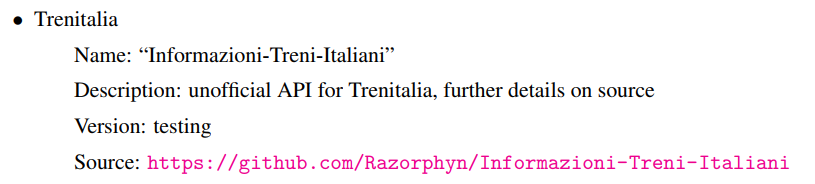 • Trenitalia
Name: “Informazioni-Treni-Italiani”
Description: unofficial API for Trenitalia, further details on source
Version: testing
Source: https://github.com/Razorphyn/Informazioni-Treni-Italiani